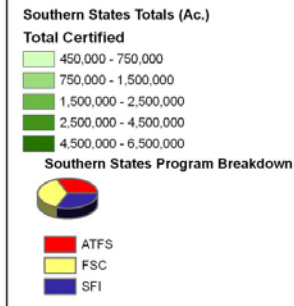 Southern States Totals (Ac.)
Total Certified
450,000 - 750,000
750,000 - 1,500,000
1,500,000 - 2,500,000
2,500,000 - 4,500,000
4,500,000 - 6,500,000
Southern States Program Breakdown
ATFS
FSC
SFI